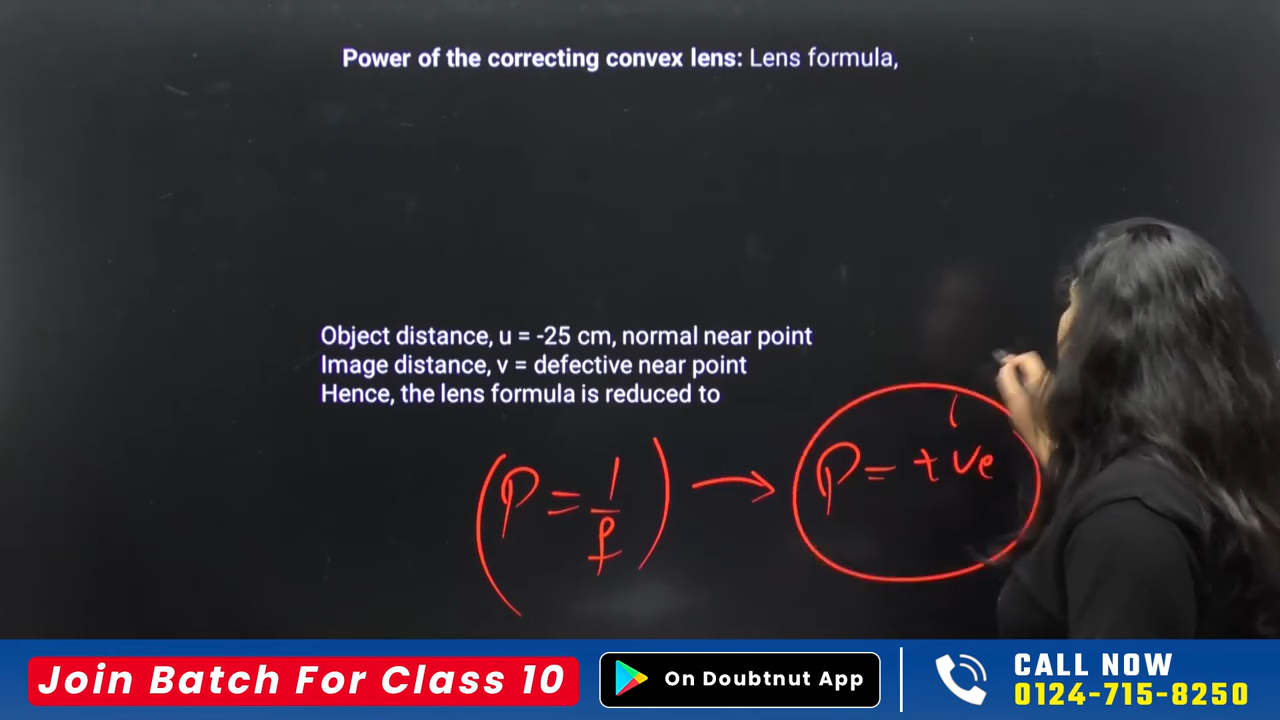 Power of the correcting convex lens: Lens formula,
Object distance, u = -25 cm, normal near point
Image distance, v = defective near point
Hence, the lens formula is reduced to
(P = 1/f) → P = +ve
Join Batch For Class 10
On Doubtnut App
CALL NOW
0124-715-8250